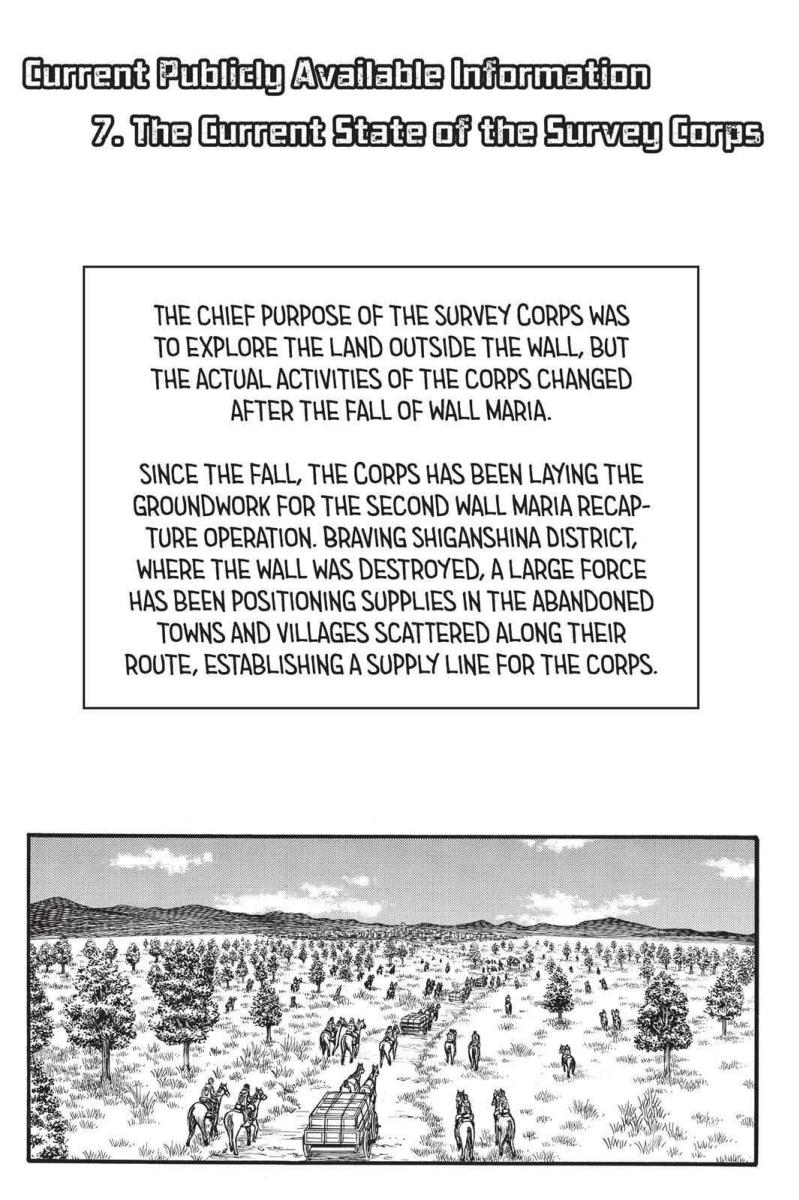 Current Publicly Available Information
7. The Current State of the Survey Corps
THE CHIEF PURPOSE OF THE SURVEY CORPS WAS
TO EXPLORE THE LAND OUTSIDE THE WALL, BUT
THE ACTUAL ACTIVITIES OF THE CORPS CHANGED
AFTER THE FALL OF WALL MARIA.
SINCE THE FALL, THE CORPS HAS BEEN LAYING THE
GROUNDWORK FOR THE SECOND WALL MARIA RECAP-
TURE OPERATION. BRAVING SHIGANSHINA DISTRICT,
WHERE THE WALL WAS DESTROYED, A LARGE FORCE
HAS BEEN POSITIONING SUPPLIES IN THE ABANDONED
TOWNS AND VILLAGES SCATTERED ALONG THEIR
ROUTE, ESTABLISHING A SUPPLY LINE FOR THE CORPS.